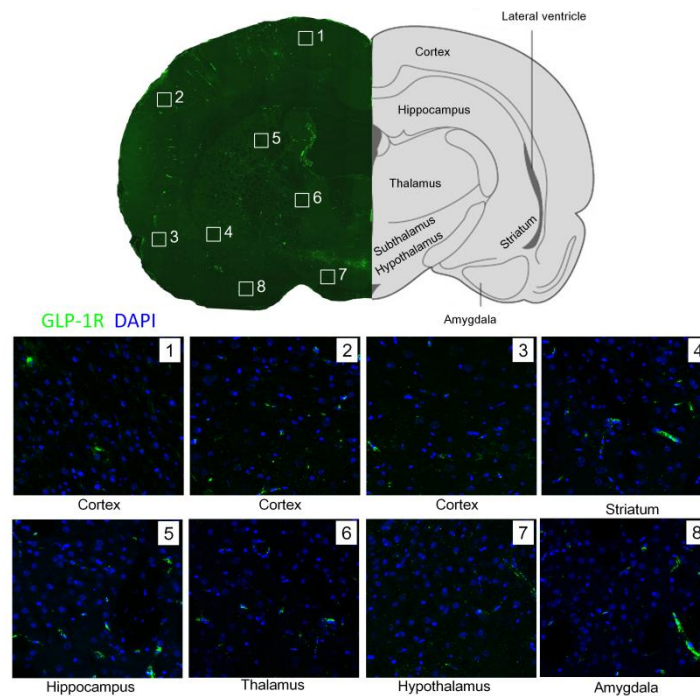 Lateral ventricle
1
Cortex
2
Hippocampus
5
Thalamus
6
3
4
Subthalamus
Striatum
Hypothalamus
8
7
Amygdala
GLP-1R DAPI
1
2
3
4
Cortex
Cortex
Cortex
Striatum
5
6
7
8
Hippocampus
Thalamus
Hypothalamus
Amygdala